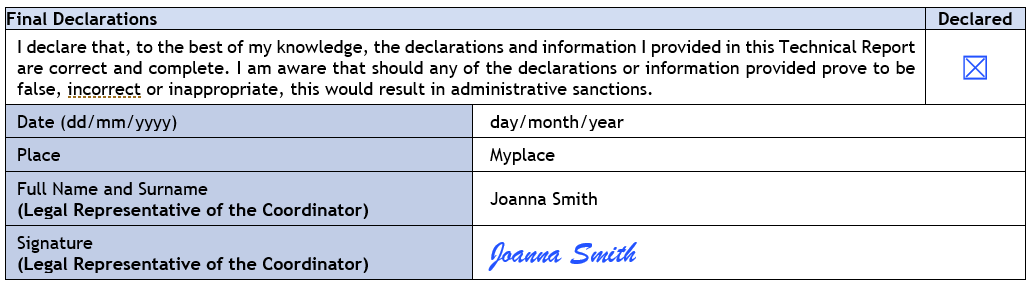 Final Declarations Declared
I declare that, to the best of my knowledge, the declarations and information I provided in this Technical Report
are correct and complete. I am aware that should any of the declarations or information provided prove to be
false, incorrect or inappropriate, this would result in administrative sanctions.
☒
Date (dd/mm/yyyy) day/month/year
Place Myplace
Full Name and Surname
(Legal Representative of the Coordinator)
Joanna Smith
Signature
(Legal Representative of the Coordinator)
Joanna Smith